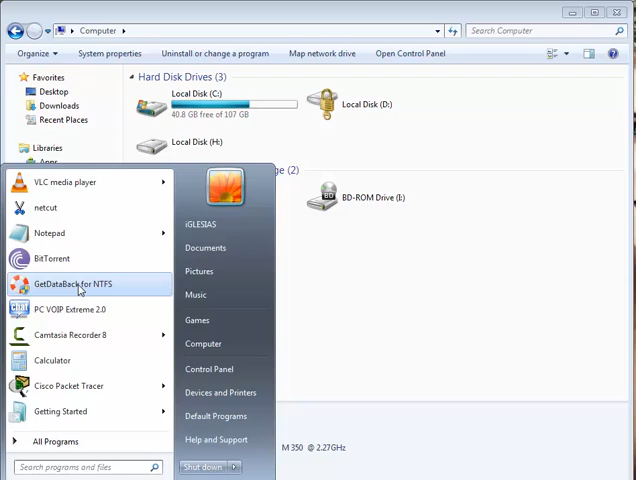 Computer
Search Computer
Organize
System properties
Uninstall or change a program
Map network drive
Open Control Panel
Favorites
Desktop
Downloads
Recent Places
Libraries
Hard Disk Drives (3)
Local Disk (C:)
40.8 GB free of 107 GB
Local Disk (D:)
Local Disk (H:)
(2)
BD
BD-ROM Drive (I:)
VLC media player
netcut
Notepad
BitTorrent
GetDataBack for NTFS
PC VOIP Extreme 2.0
Camtasia Recorder 8
Calculator
Cisco Packet Tracer
Getting Started
All Programs
Search programs and files
iGLESIAS
Documents
Pictures
Music
Games
Computer
Control Panel
Devices and Printers
Default Programs
Help and Support
Shut down
M 350 @ 2.27GHz